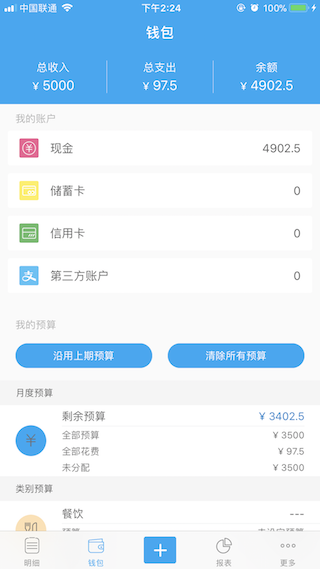 中国联通 下午2:24 100%
钱包
总收入 总支出 余额
¥ 5000 ¥ 97.5 ¥ 4902.5
我的账户
现金 4902.5
储蓄卡 0
信用卡 0
第三方账户 0
我的预算
沿用上期预算 清除所有预算
月度预算
剩余预算 ¥ 3402.5
全部预算 ¥ 3500
全部花费 ¥ 97.5
未分配 ¥ 3500
类别预算
餐饮 ---
明细 钱包 报表 更多